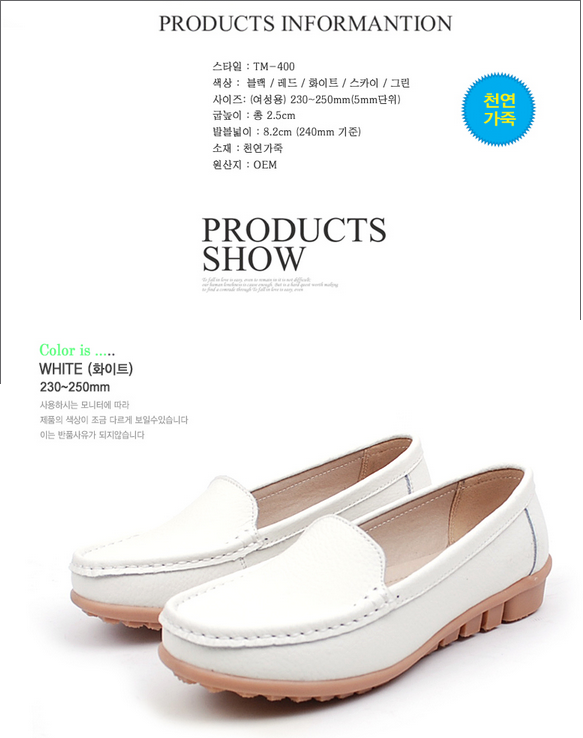 PRODUCTS INFORMANTION
스타일 : TM-400
색상 : 블랙 / 레드 / 화이트 / 스카이 / 그린
사이즈: (여성용) 230~250mm(5mm단위)
굽높이 : 총 2.5cm
발볼넓이 : 8.2cm (240mm 기준)
소재 : 천연가죽
원산지 : OEM
천연
가죽
PRODUCTS
SHOW
Color is .....
WHITE (화이트)
230~250mm
사용하시는 모니터에 따라
제품의 색상이 조금 다르게 보일수있습니다
이는 반품사유가 되지않습니다